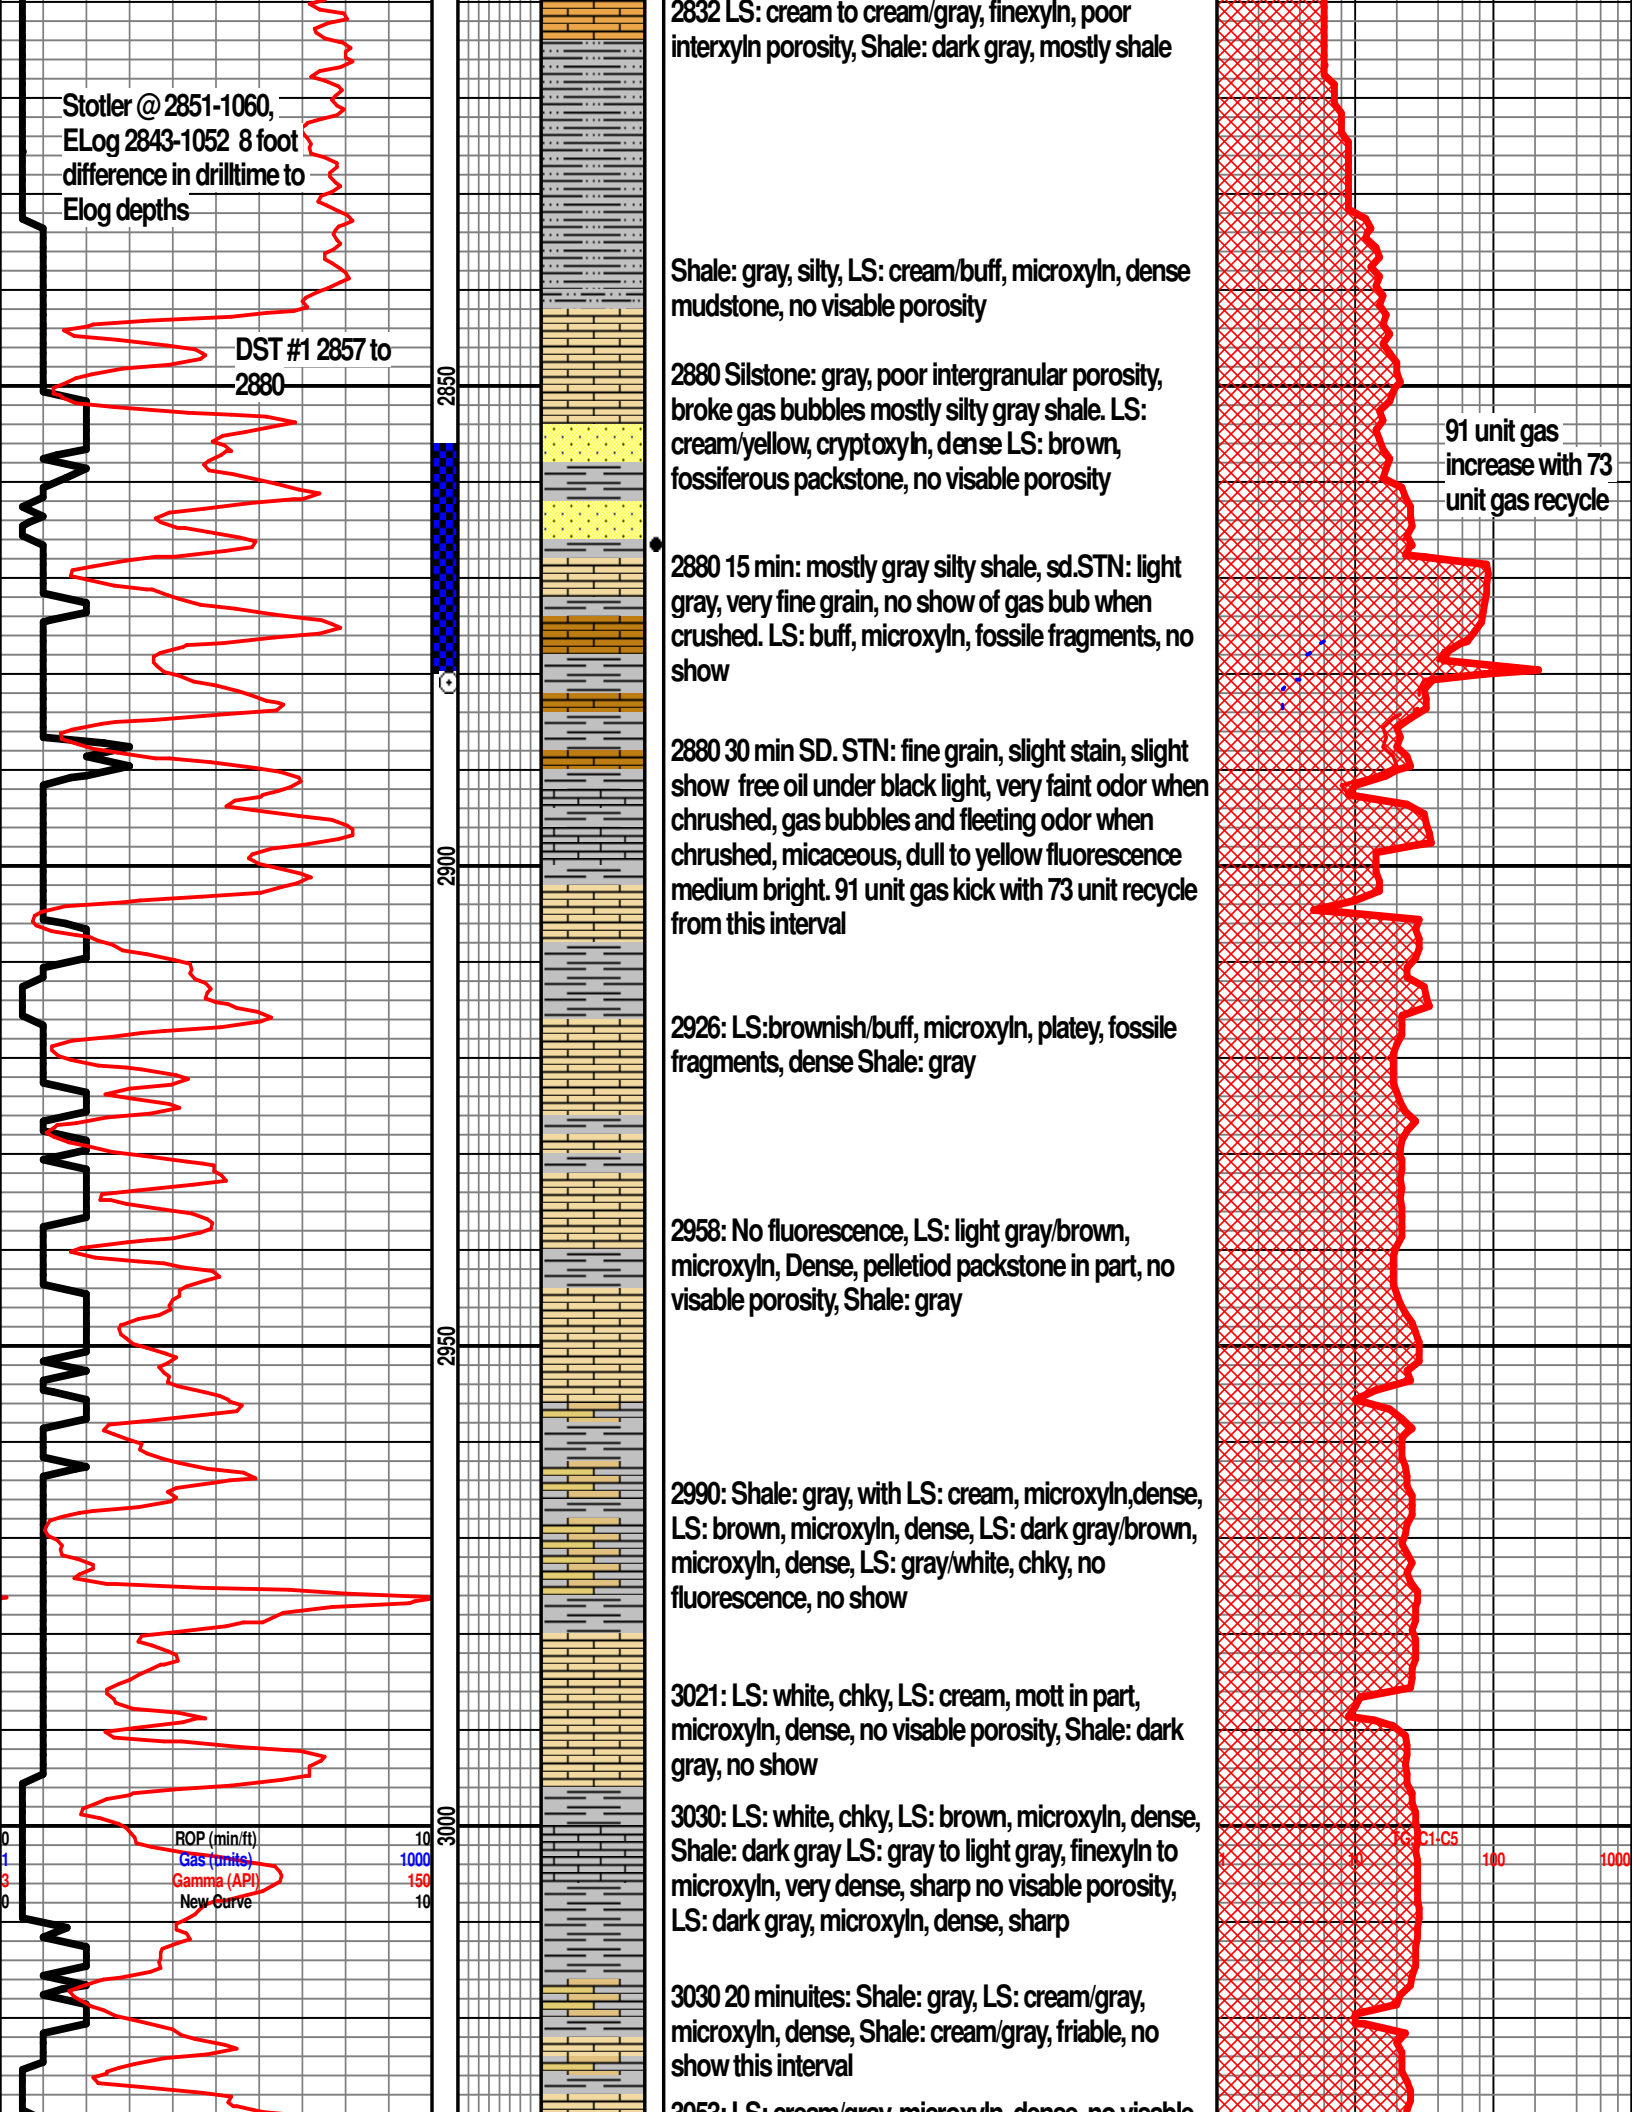 2832 LS: cream to cream/gray, finexyln, poor
interxyln porosity, Shale: dark gray, mostly shale
Stotler @ 2851-1060,
ELog 2843-1052 8 foot
difference in drilltime to
Elog depths
Shale: gray, silty, LS: cream/buff, microxyln, dense
mudstone, no visable porosity
DST #1 2857 to
2880
2850
2880 Silstone: gray, poor intergranular porosity,
broke gas bubbles mostly silty gray shale. LS:
cream/yellow, cryptoxyln, dense LS: brown,
fossiferous packstone, no visable porosity
91 unit gas
increase with 73
unit gas recycle
2880 15 min: mostly gray silty shale, sd.STN: light
gray, very fine grain, no show of gas bub when
crushed. LS: buff, microxyln, fossile fragments, no
show
2880 30 min SD. STN: fine grain, slight stain, slight
show free oil under black light, very faint odor when
chrushed, gas bubbles and fleeting odor when
chrushed, micaceous, dull to yellow fluorescence
medium bright. 91 unit gas kick with 73 unit recycle
from this interval
2900
2926: LS:brownish/buff, microxyln, platey, fossile
fragments, dense Shale: gray
2958: No fluorescence, LS: light gray/brown,
microxyln, Dense, pelletiod packstone in part, no
visable porosity, Shale: gray
2950
2990: Shale: gray, with LS: cream, microxyln,dense,
LS: brown, microxyln, dense, LS: dark gray/brown,
microxyln, dense, LS: gray/white, chky, no
fluorescence, no show
3021: LS: white, chky, LS: cream, mott in part,
microxyln, dense, no visable porosity, Shale: dark
gray, no show
3000
3030: LS: white, chky, LS: brown, microxyln, dense,
Shale: dark gray LS: gray to light gray, finexyln to
microxyln, very dense, sharp no visable porosity,
LS: dark gray, microxyln, dense, sharp
0 ROP (min/ft) 10
1 Gas (units) 1000
3 Gamma (API) 150
0 New Curve 10
C1-C5
1 10 100 1000
3030 20 minuites: Shale: gray, LS: cream/gray,
microxyln, dense, Shale: cream/gray, friable, no
show this interval
3053: LS: cream/gray, microxyln, dense, no visable